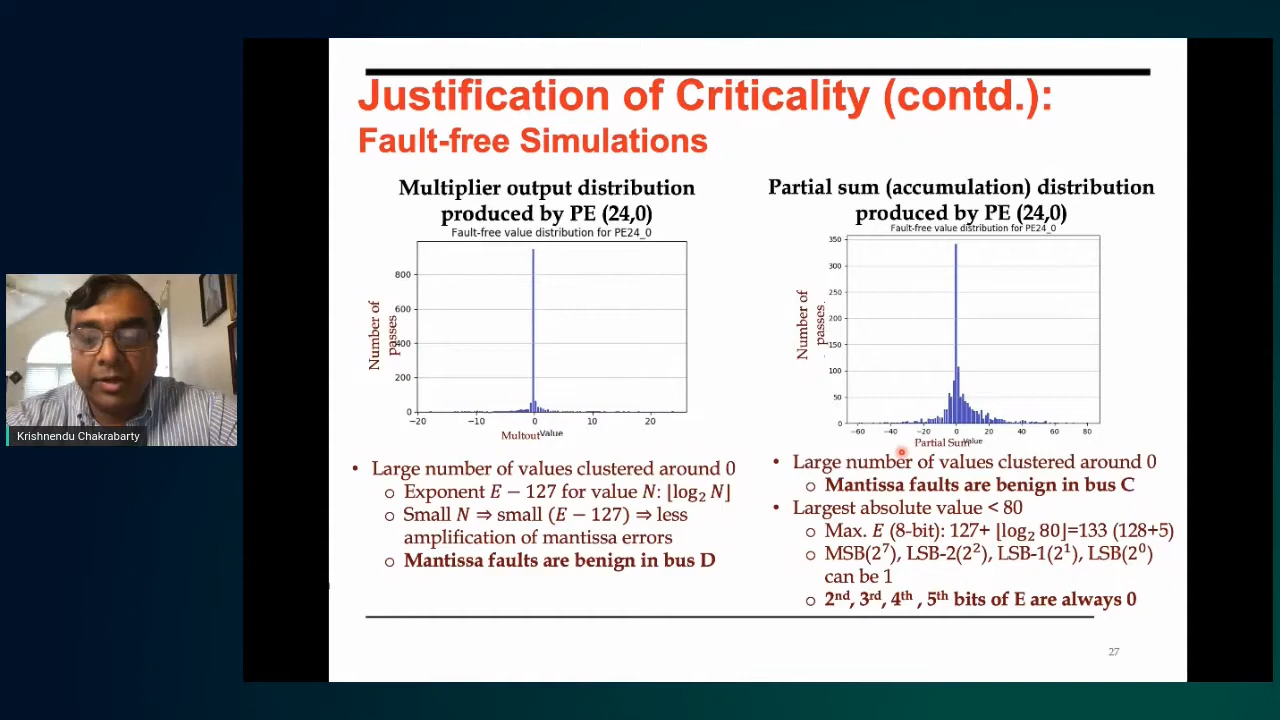 Justification of Criticality (contd.):
Fault-free Simulations
Multiplier output distribution
produced by PE (24,0)
Fault-free value distribution for PE24_0
Number of
passes
800
600
400
200
0
−20
−10
0
10
20
Multout
Value
• Large number of values clustered around 0
o Exponent E − 127 for value N: ⌊log₂ N⌋
o Small N ⇒ small (E − 127) ⇒ less
amplification of mantissa errors
o Mantissa faults are benign in bus D
Partial sum (accumulation) distribution
produced by PE (24,0)
Fault-free value distribution for PE24_0
Number of
passes
350
300
250
200
150
100
50
0
−60
−40
−20
0
20
40
60
80
Partial Sum
Value
• Large number of values clustered around 0
o Mantissa faults are benign in bus C
• Largest absolute value < 80
o Max. E (8-bit): 127+ ⌊log₂ 80⌋=133 (128+5)
o MSB(2⁷), LSB-2(2²), LSB-1(2¹), LSB(2⁰)
can be 1
o 2ⁿᵈ, 3ʳᵈ, 4ᵗʰ , 5ᵗʰ bits of E are always 0
27
Krishnendu Chakrabarty